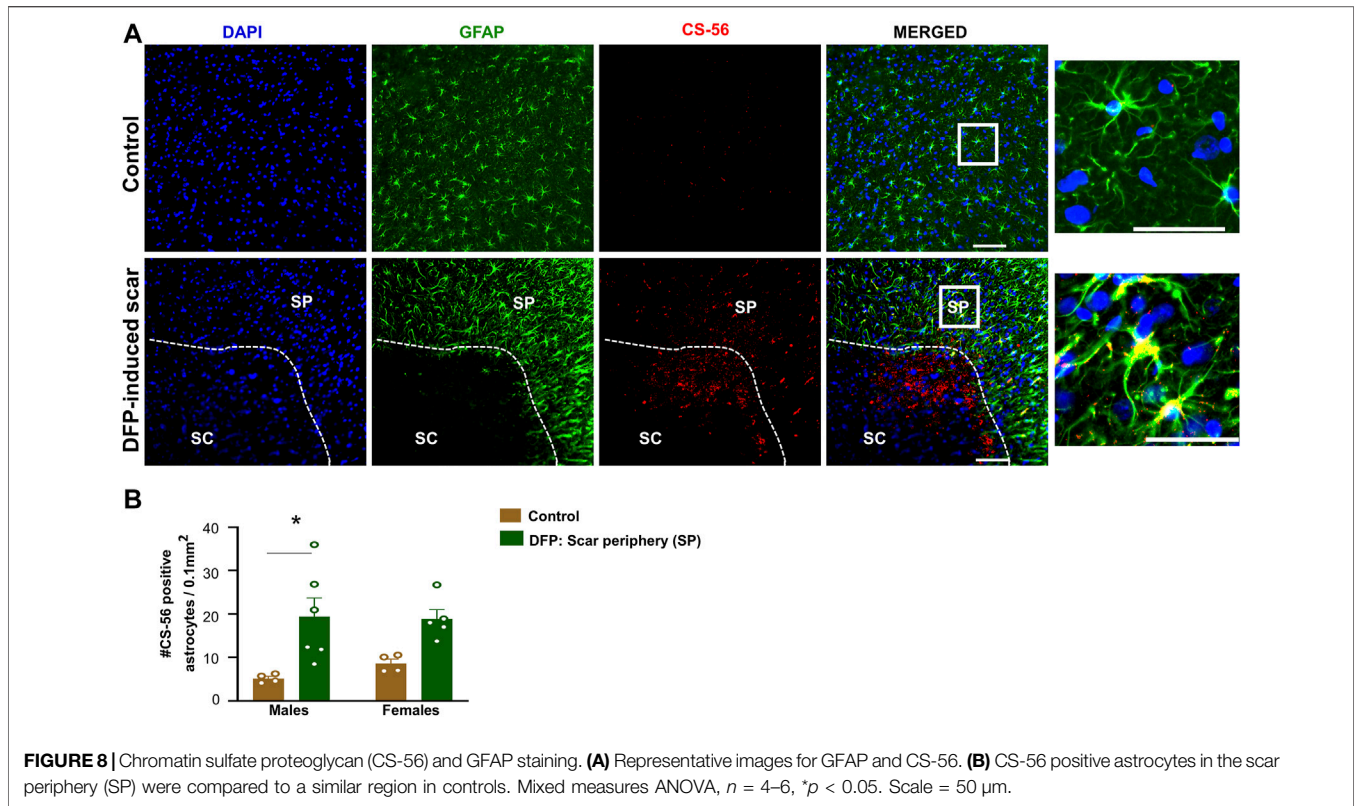 A
DAPI GFAP CS-56 MERGED
Control
DFP-induced scar
SP SP SP SP
SC SC SC SC
B
*
Control
DFP: Scar periphery (SP)
#CS-56 positive
astrocytes / 0.1mm²
40
30
20
10
0
Males Females
FIGURE 8 | Chromatin sulfate proteoglycan (CS-56) and GFAP staining. (A) Representative images for GFAP and CS-56. (B) CS-56 positive astrocytes in the scar
periphery (SP) were compared to a similar region in controls. Mixed measures ANOVA, n = 4–6, *p < 0.05. Scale = 50 μm.